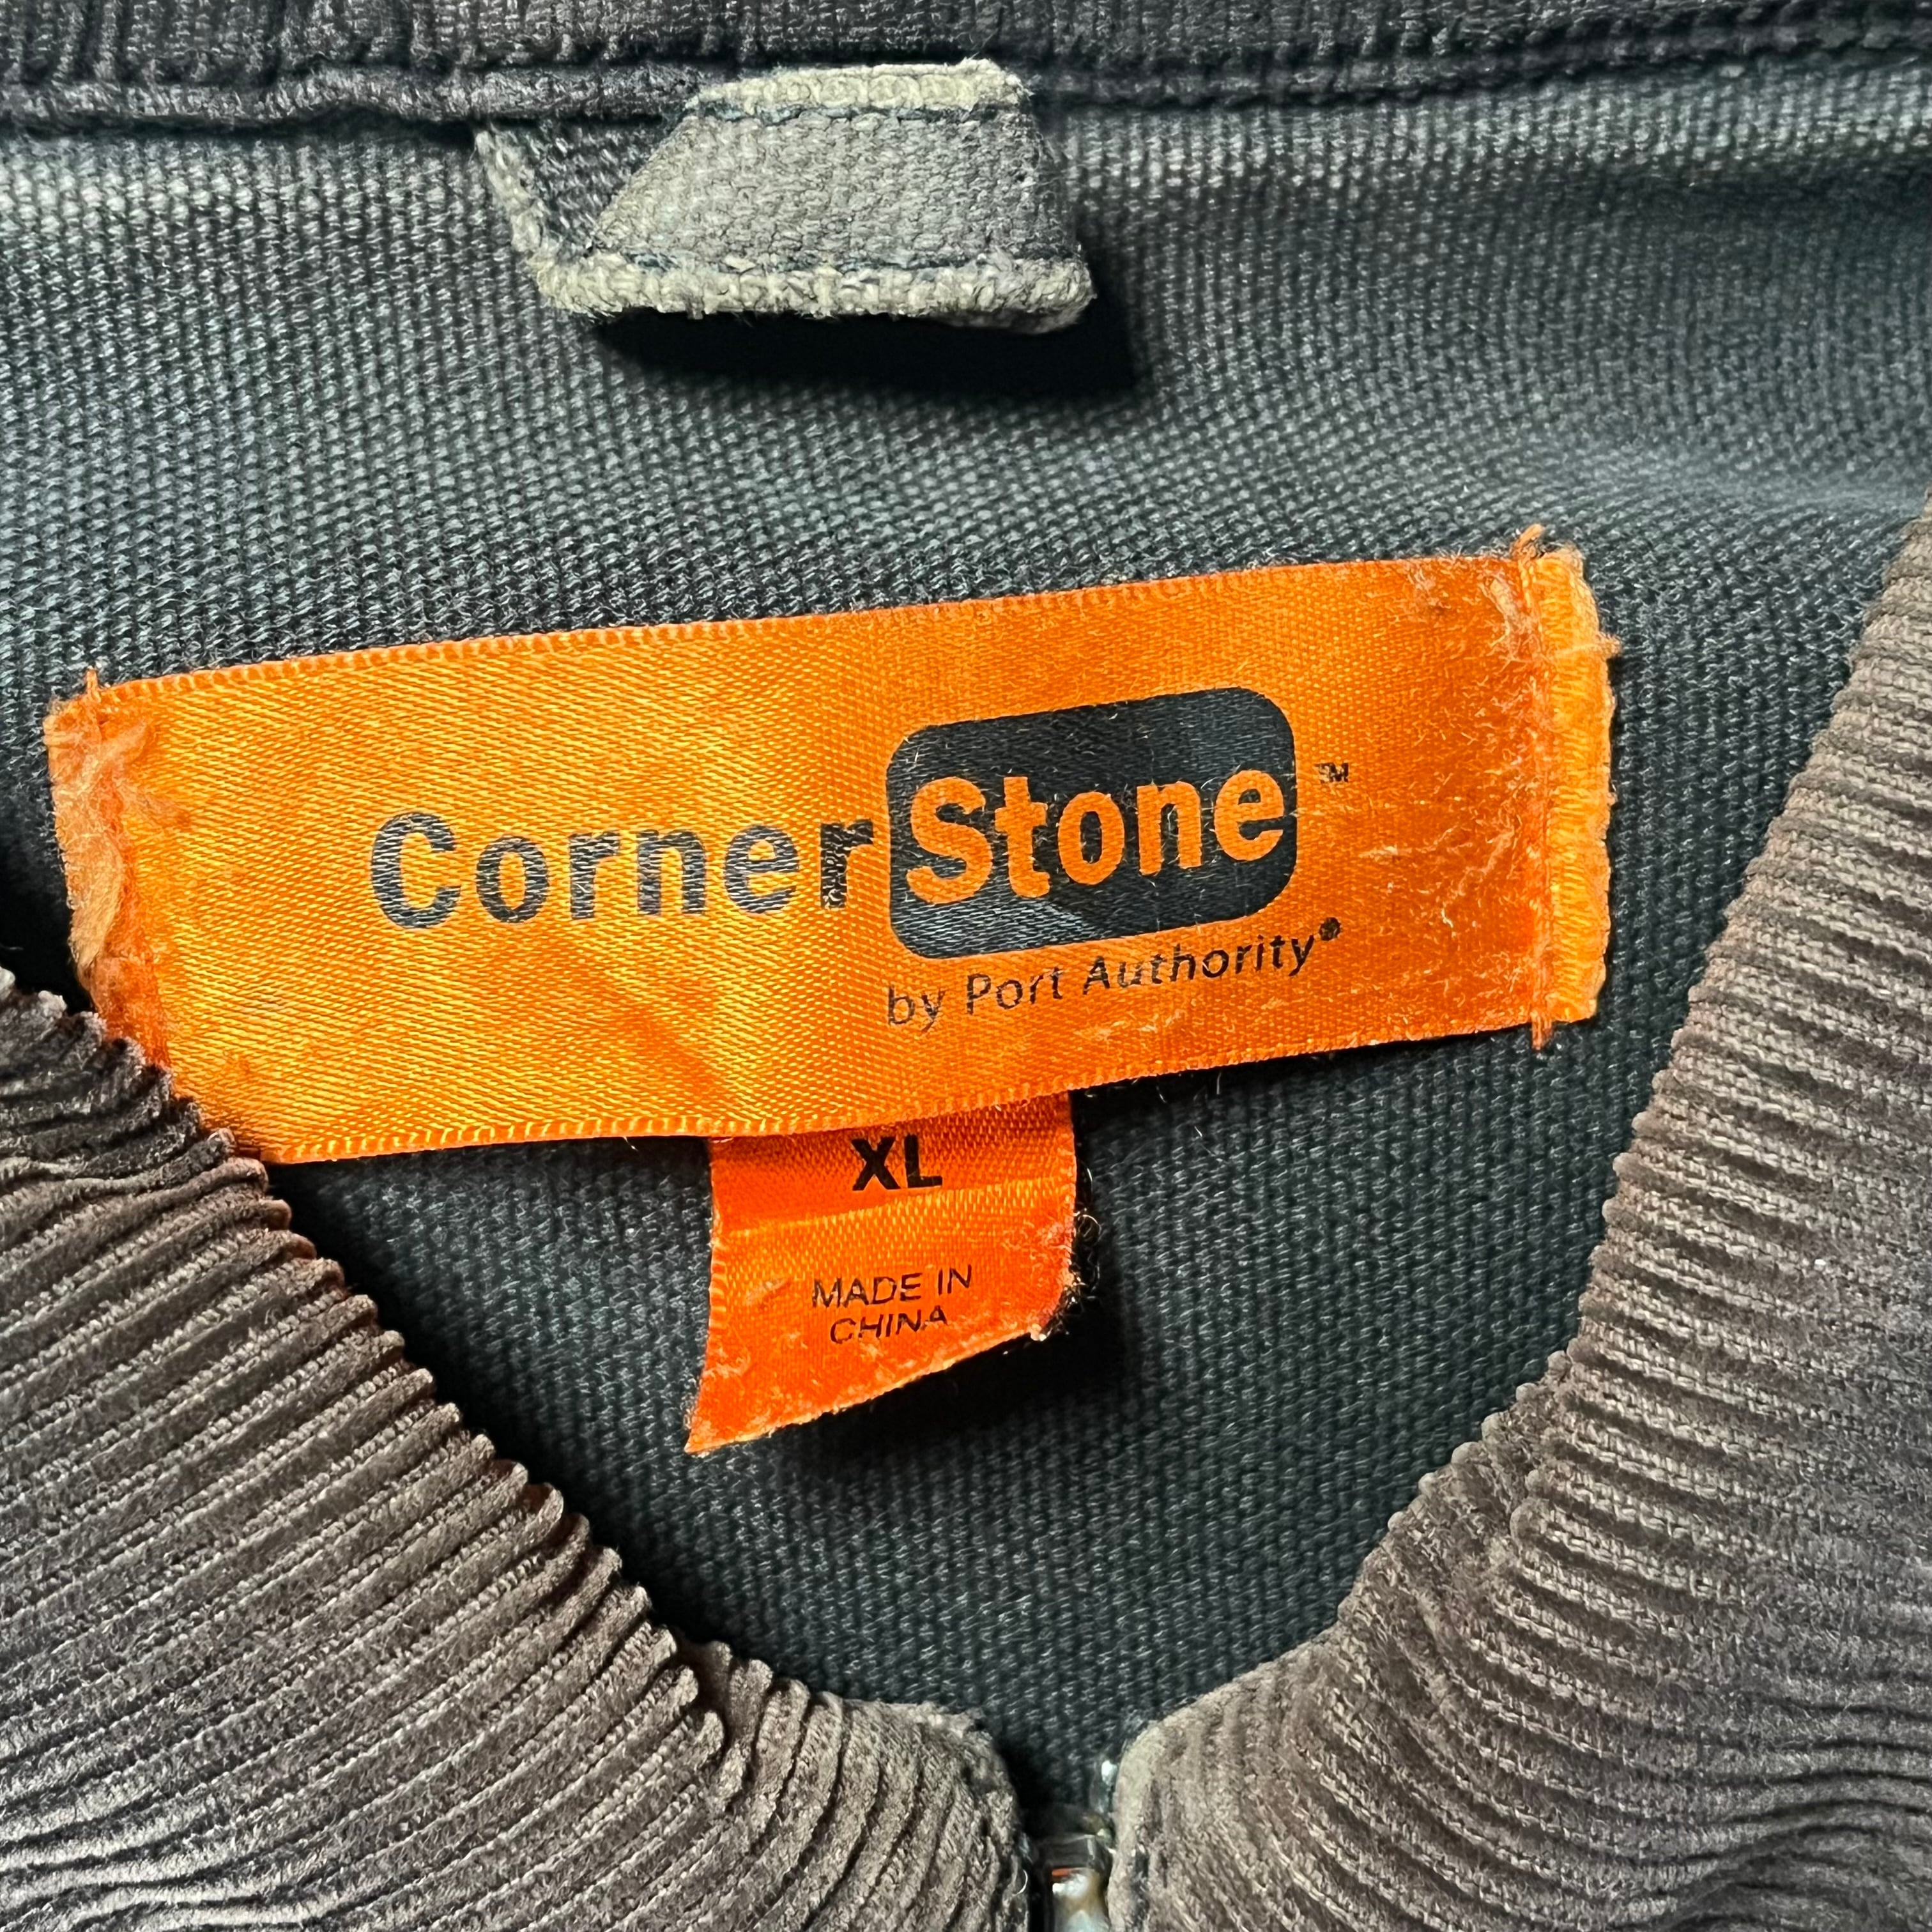 CornerStone™
by Port Authority®
XL
MADE IN
CHINA